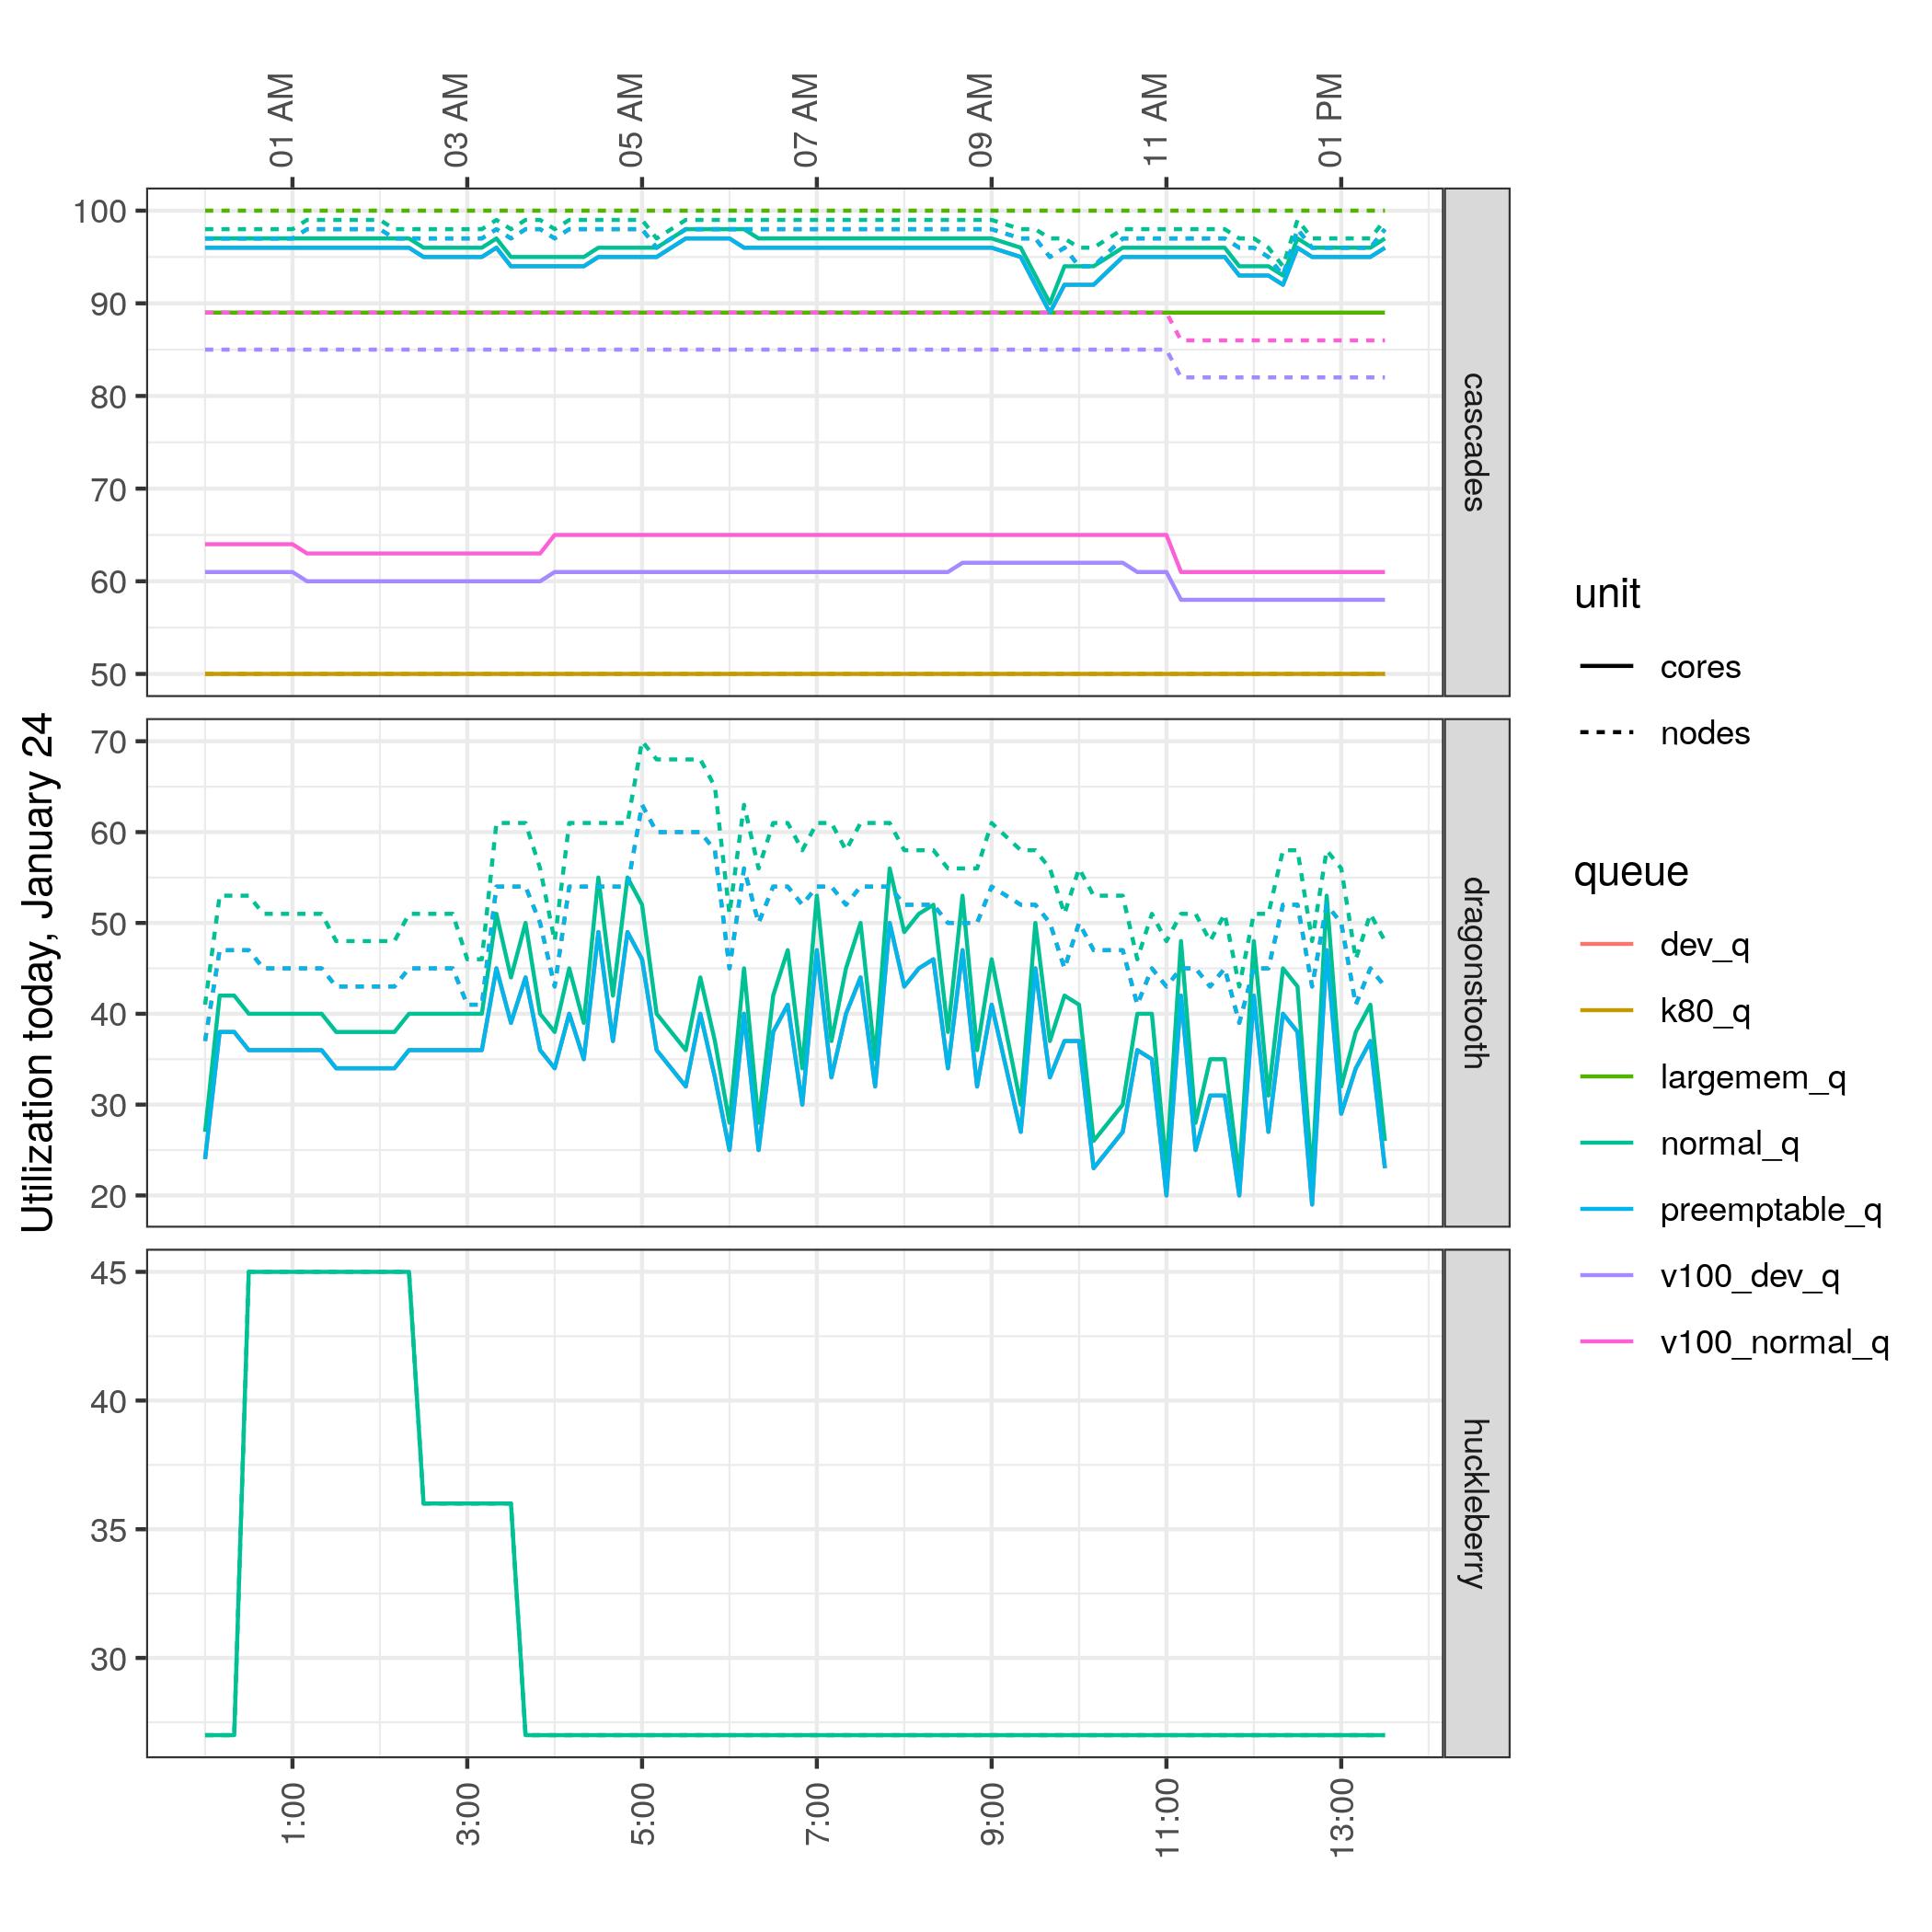 01 AM
03 AM
05 AM
07 AM
09 AM
11 AM
01 PM
Utilization today, January 24
100
90
80
70
60
50
cascades
70
60
50
40
30
20
dragonstooth
45
40
35
30
huckleberry
1:00
3:00
5:00
7:00
9:00
11:00
13:00
unit
cores
nodes
queue
dev_q
k80_q
largemem_q
normal_q
preemptable_q
v100_dev_q
v100_normal_q